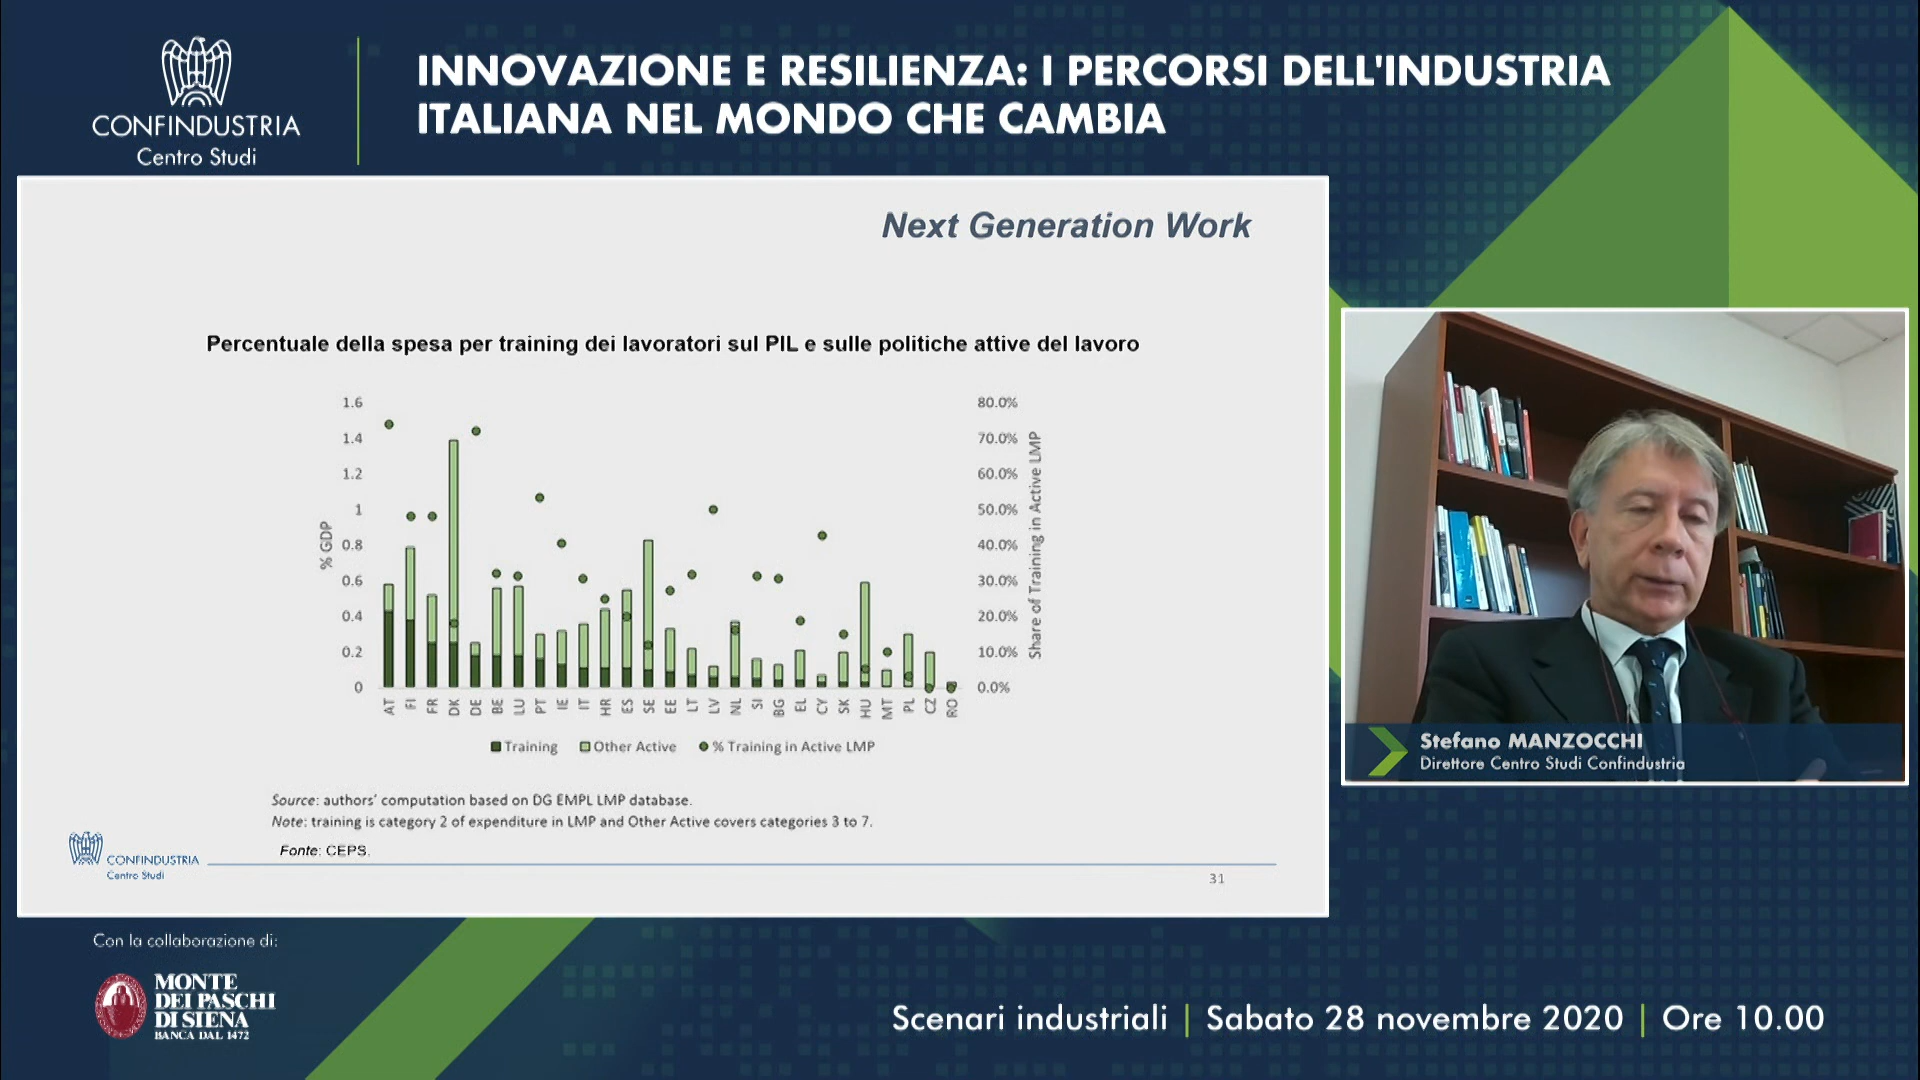 CONFINDUSTRIA
Centro Studi
INNOVAZIONE E RESILIENZA: I PERCORSI DELL'INDUSTRIA
ITALIANA NEL MONDO CHE CAMBIA
Next Generation Work
Percentuale della spesa per training dei lavoratori sul PIL e sulle politiche attive del lavoro
% GDP
1.6
1.4
1.2
1
0.8
0.6
0.4
0.2
0
80.0%
70.0%
60.0%
50.0%
40.0%
30.0%
20.0%
10.0%
0.0%
Share of Training in Active LMP
AT FI FR DK DE BE LU PT IE IT HR ES SE EE LT LV NL SI BG EL CY SK HU MT PL CZ RO
Training Other Active % Training in Active LMP
Source: authors' computation based on DG EMPL LMP database.
Note: training is category 2 of expenditure in LMP and Other Active covers categories 3 to 7.
Fonte: CEPS.
CONFINDUSTRIA
Centro Studi
31
Stefano MANZOCCHI
Direttore Centro Studi Confindustria
Con la collaborazione di:
MONTE
DEI PASCHI
DI SIENA
BANCA DAL 1472
Scenari industriali | Sabato 28 novembre 2020 | Ore 10.00